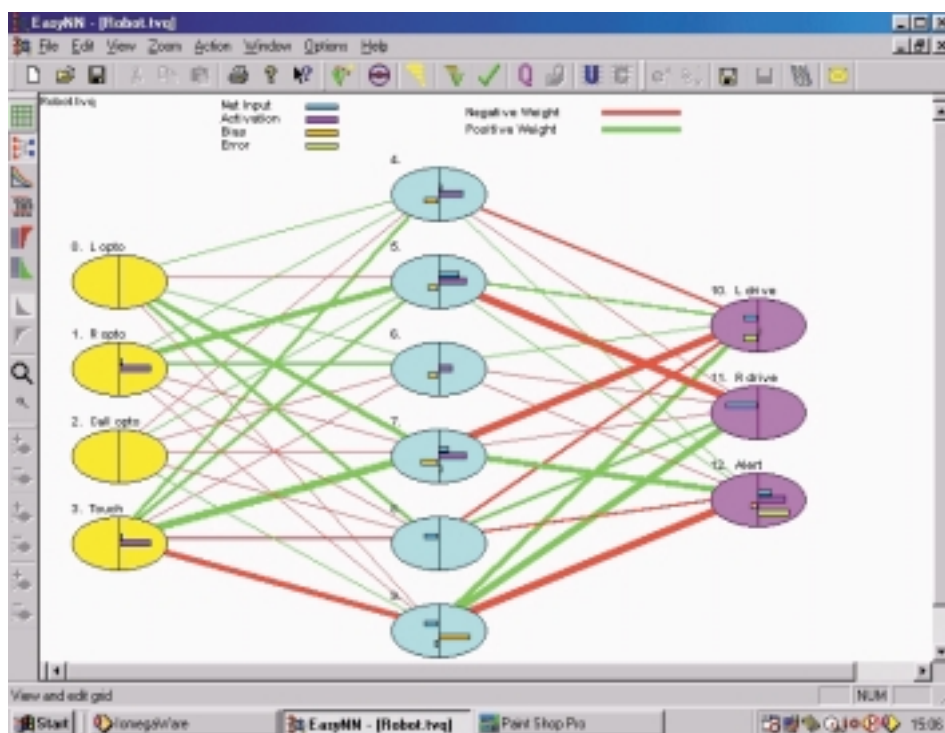 EasyNN - [Robot.tvq]
File Edit View Zoom Action Window Options Help
Robot.tvq
Net Input
Activation
Bias
Error
Negative Weight
Positive Weight
4.
0. L opto
5.
10. L drive
1. R opto
6.
11. R drive
2. Call opto
7.
12. Alert
3. Touch
8.
9.
View and edit grid
NUM
Start
IomegaWare
EasyNN - [Robot.tvq]
Paint Shop Pro
15:06